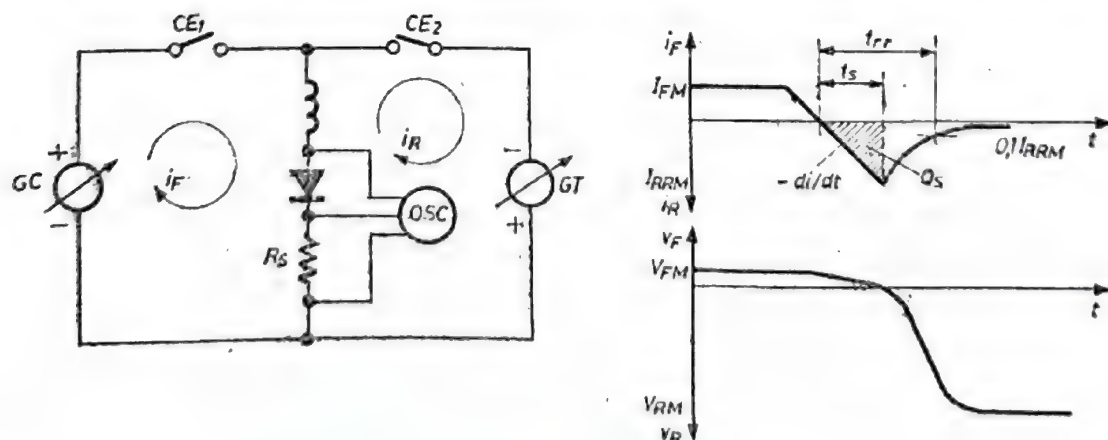 CE1
CE2
+
GC
-
iF
iR
OSC
RS
-
GT
+
iF
trr
ts
IFM
t
0,1IRRM
IRRM
iR
-di/dt
QS
vF
VFM
t
VRM
vR